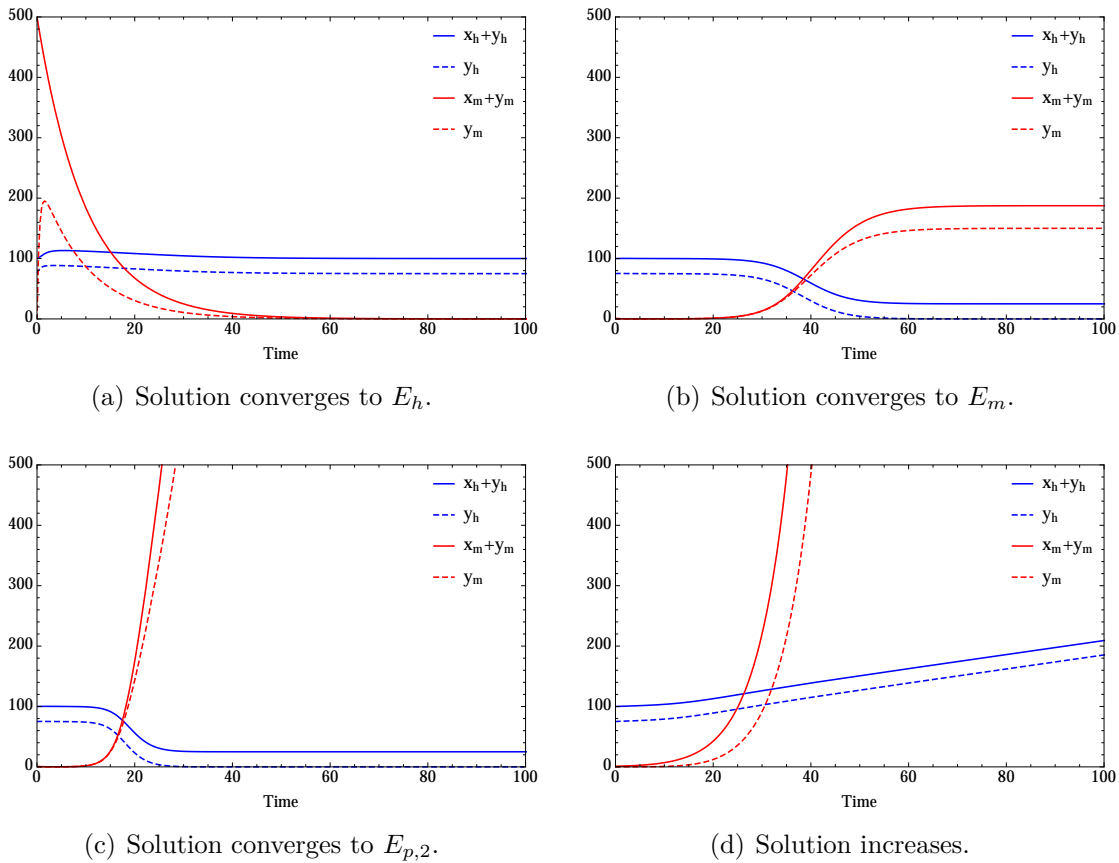 500
400
300
200
100
0
0 20 40 60 80 100
Time
x_h+y_h
y_h
x_m+y_m
y_m
(a) Solution converges to E_h.
500
400
300
200
100
0
0 20 40 60 80 100
Time
x_h+y_h
y_h
x_m+y_m
y_m
(b) Solution converges to E_m.
500
400
300
200
100
0
0 20 40 60 80 100
Time
x_h+y_h
y_h
x_m+y_m
y_m
(c) Solution converges to E_{p,2}.
500
400
300
200
100
0
0 20 40 60 80 100
Time
x_h+y_h
y_h
x_m+y_m
y_m
(d) Solution increases.